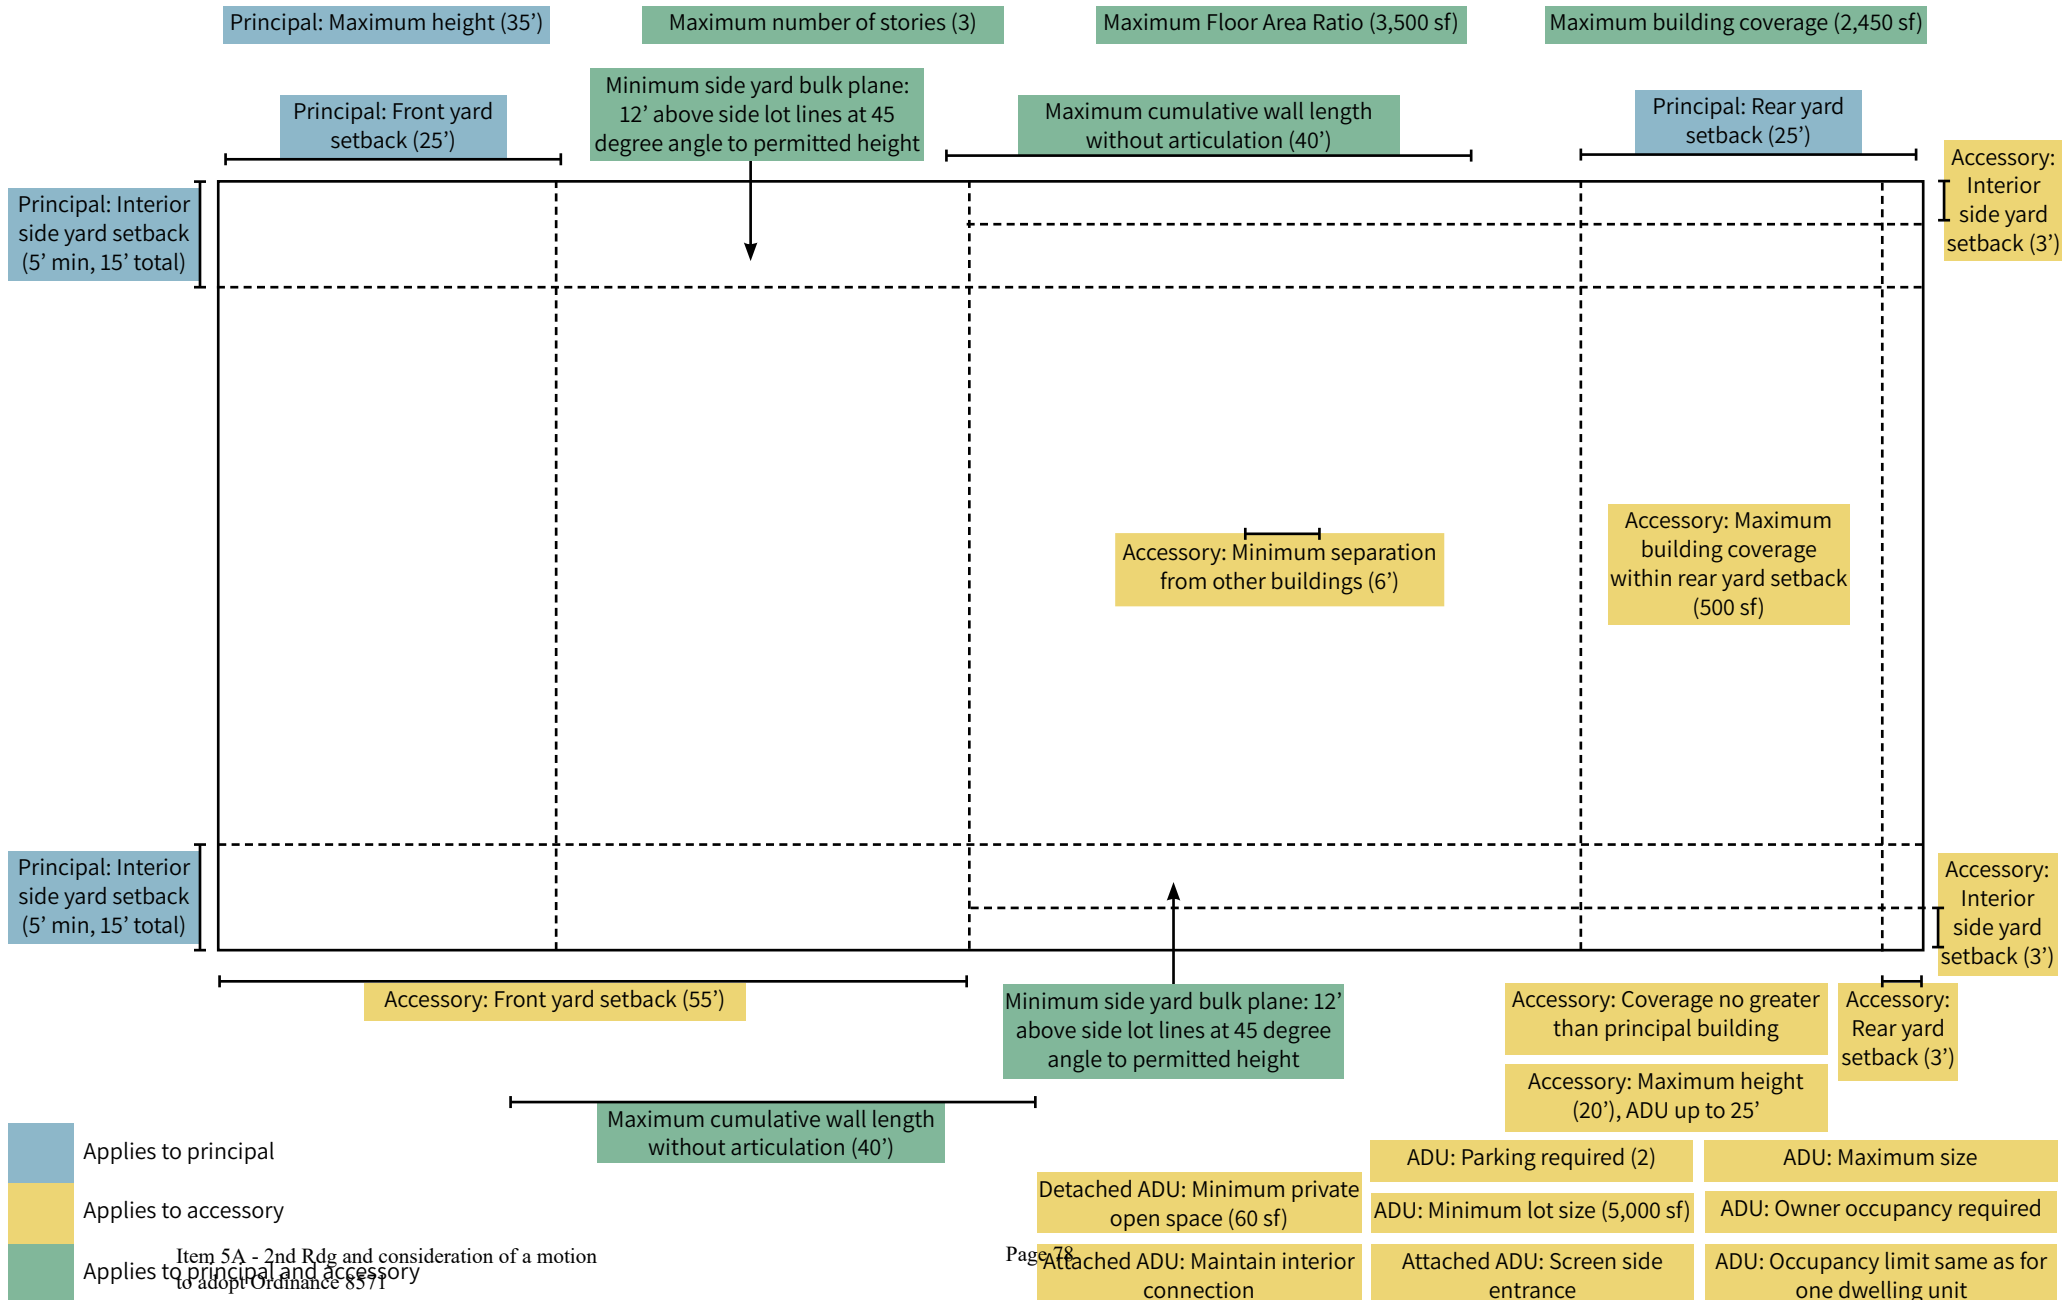 Principal: Maximum height (35’)
Maximum number of stories (3)
Maximum Floor Area Ratio (3,500 sf)
Maximum building coverage (2,450 sf)
Principal: Front yard
setback (25’)
Minimum side yard bulk plane:
12’ above side lot lines at 45
degree angle to permitted height
Maximum cumulative wall length
without articulation (40’)
Principal: Rear yard
setback (25’)
Accessory:
Interior
side yard
setback (3’)
Principal: Interior
side yard setback
(5’ min, 15’ total)
Accessory: Minimum separation
from other buildings (6’)
Accessory: Maximum
building coverage
within rear yard setback
(500 sf)
Principal: Interior
side yard setback
(5’ min, 15’ total)
Accessory:
Interior
side yard
setback (3’)
Accessory: Front yard setback (55’)
Minimum side yard bulk plane: 12’
above side lot lines at 45 degree
angle to permitted height
Accessory: Coverage no greater
than principal building
Accessory:
Rear yard
setback (3’)
Accessory: Maximum height
(20’), ADU up to 25’
Maximum cumulative wall length
without articulation (40’)
Applies to principal
Applies to accessory
Applies to principal and accessory
ADU: Parking required (2)
ADU: Maximum size
Detached ADU: Minimum private
open space (60 sf)
ADU: Minimum lot size (5,000 sf)
ADU: Owner occupancy required
Attached ADU: Maintain interior
connection
Attached ADU: Screen side
entrance
ADU: Occupancy limit same as for
one dwelling unit
Item 5A - 2nd Rdg and consideration of a motion
to adopt Ordinance 8571
Page 78